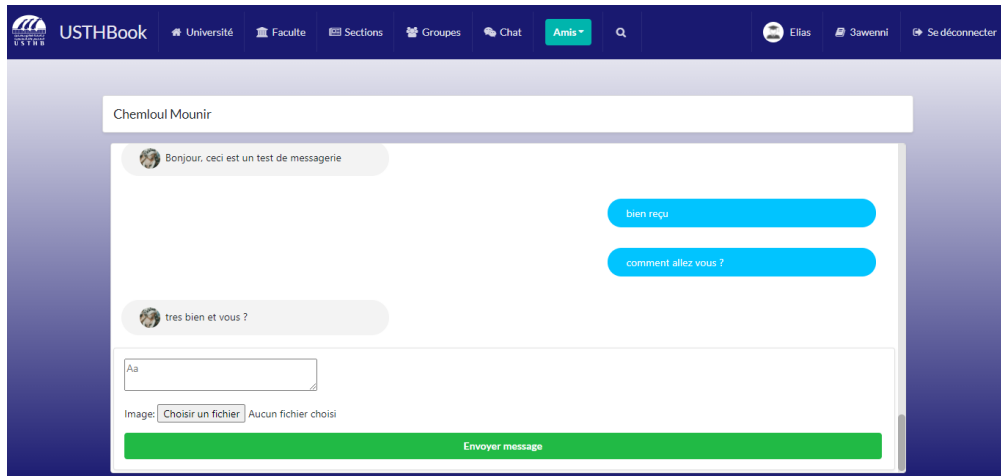 USTHB
USTHBook Université Faculte Sections Groupes Chat Amis Elias 3awenni Se déconnecter
Chemloul Mounir
Bonjour, ceci est un test de messagerie
bien reçu
comment allez vous ?
tres bien et vous ?
Aa
Image: Choisir un fichier Aucun fichier choisi
Envoyer message